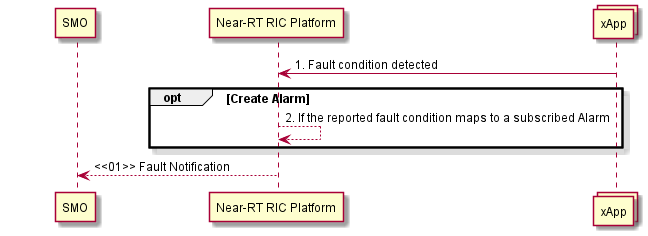 SMO
Near-RT RIC Platform
xApp
1. Fault condition detected
opt
[Create Alarm]
2. If the reported fault condition maps to a subscribed Alarm
<<01>> Fault Notification
SMO
Near-RT RIC Platform
xApp